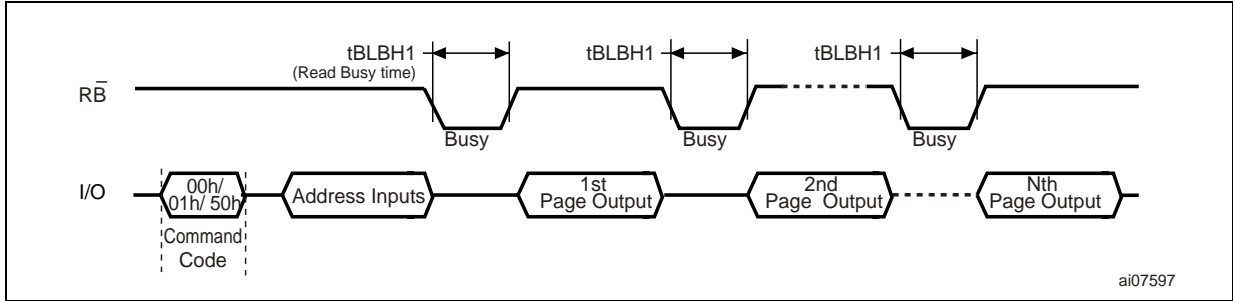 tBLBH1
tBLBH1
tBLBH1
(Read Busy time)
RB̅
Busy
Busy
Busy
I/O
00h/
01h/ 50h
Address Inputs
1st
Page Output
2nd
Page Output
Nth
Page Output
Command
Code
ai07597